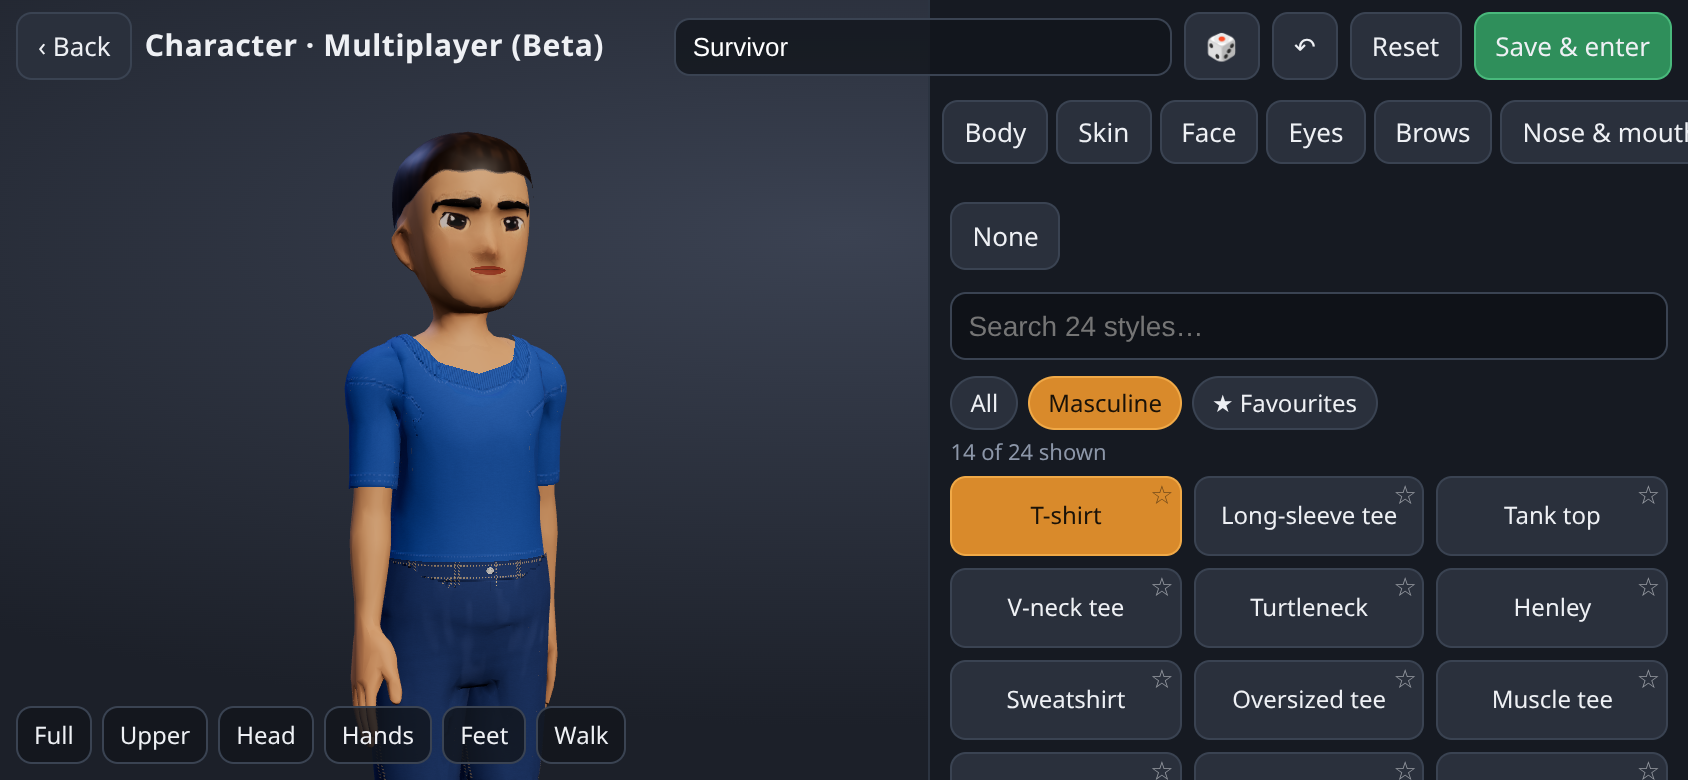 ‹ Back
Character · Multiplayer (Beta)
Survivor
Reset
Save & enter
Body
Skin
Face
Eyes
Brows
Nose & mouth
None
Search 24 styles...
All
Masculine
★ Favourites
14 of 24 shown
T-shirt
Long-sleeve tee
Tank top
V-neck tee
Turtleneck
Henley
Sweatshirt
Oversized tee
Muscle tee
Full
Upper
Head
Hands
Feet
Walk